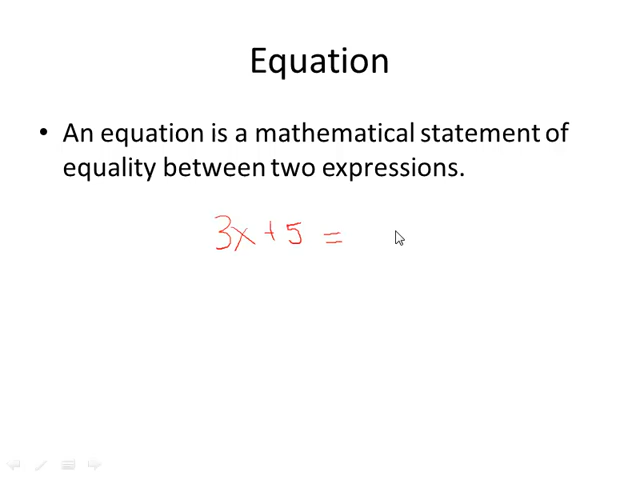 Equation
• An equation is a mathematical statement of
equality between two expressions.
3x + 5 =